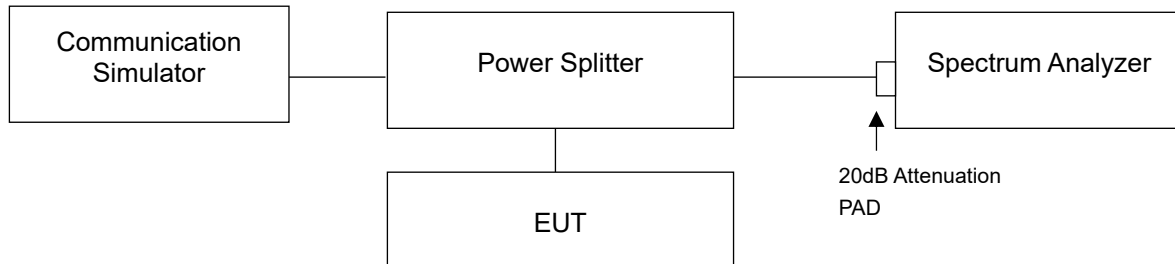 Communication
Simulator
Power Splitter
Spectrum Analyzer
20dB Attenuation
PAD
EUT